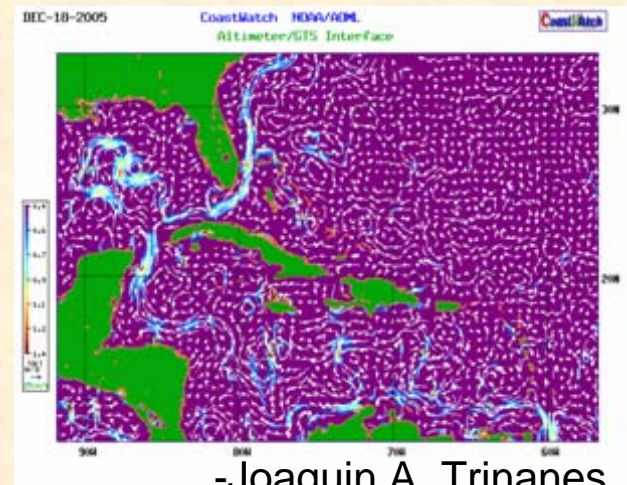 DEC-18-2005
CoastWatch NOAA/AOML
CoastWatch
Altimeter/GTS Interface
30N
20N
90W 80W 70W 60W
-Joaquin A. Trinanes